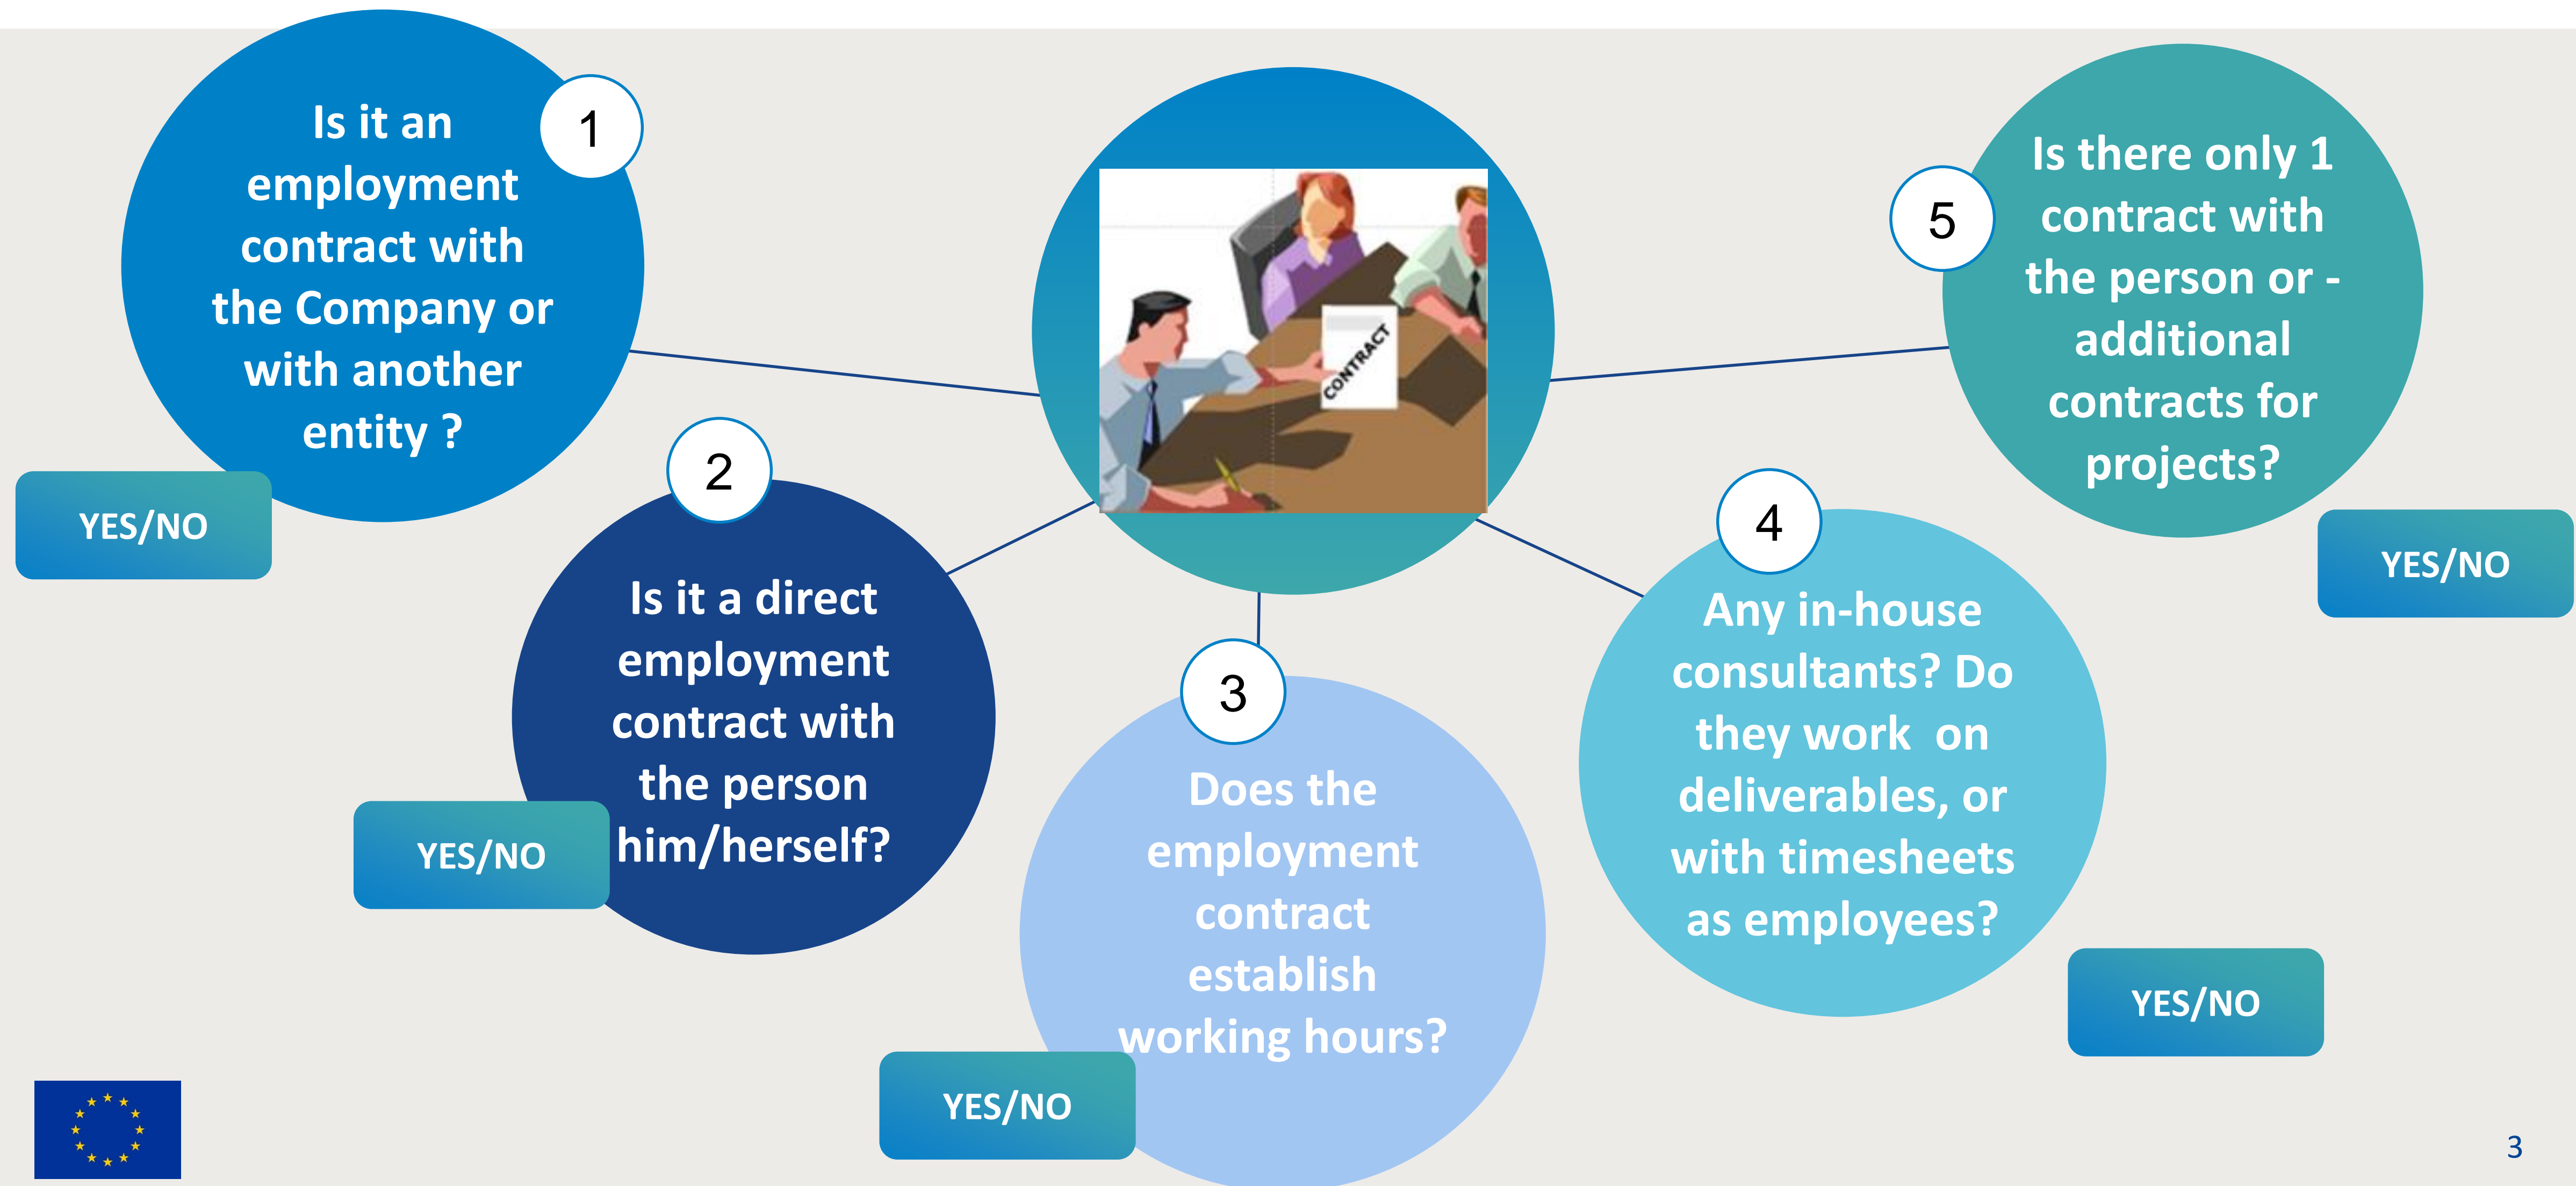 1
Is it an
employment
contract with
the Company or
with another
entity ?
YES/NO
2
Is it a direct
employment
contract with
the person
him/herself?
YES/NO
3
Does the
employment
contract
establish
working hours?
YES/NO
4
Any in-house
consultants? Do
they work  on
deliverables, or
with timesheets
as employees?
YES/NO
5
Is there only 1
contract with
the person or -
additional
contracts for
projects?
YES/NO
CONTRACT
3